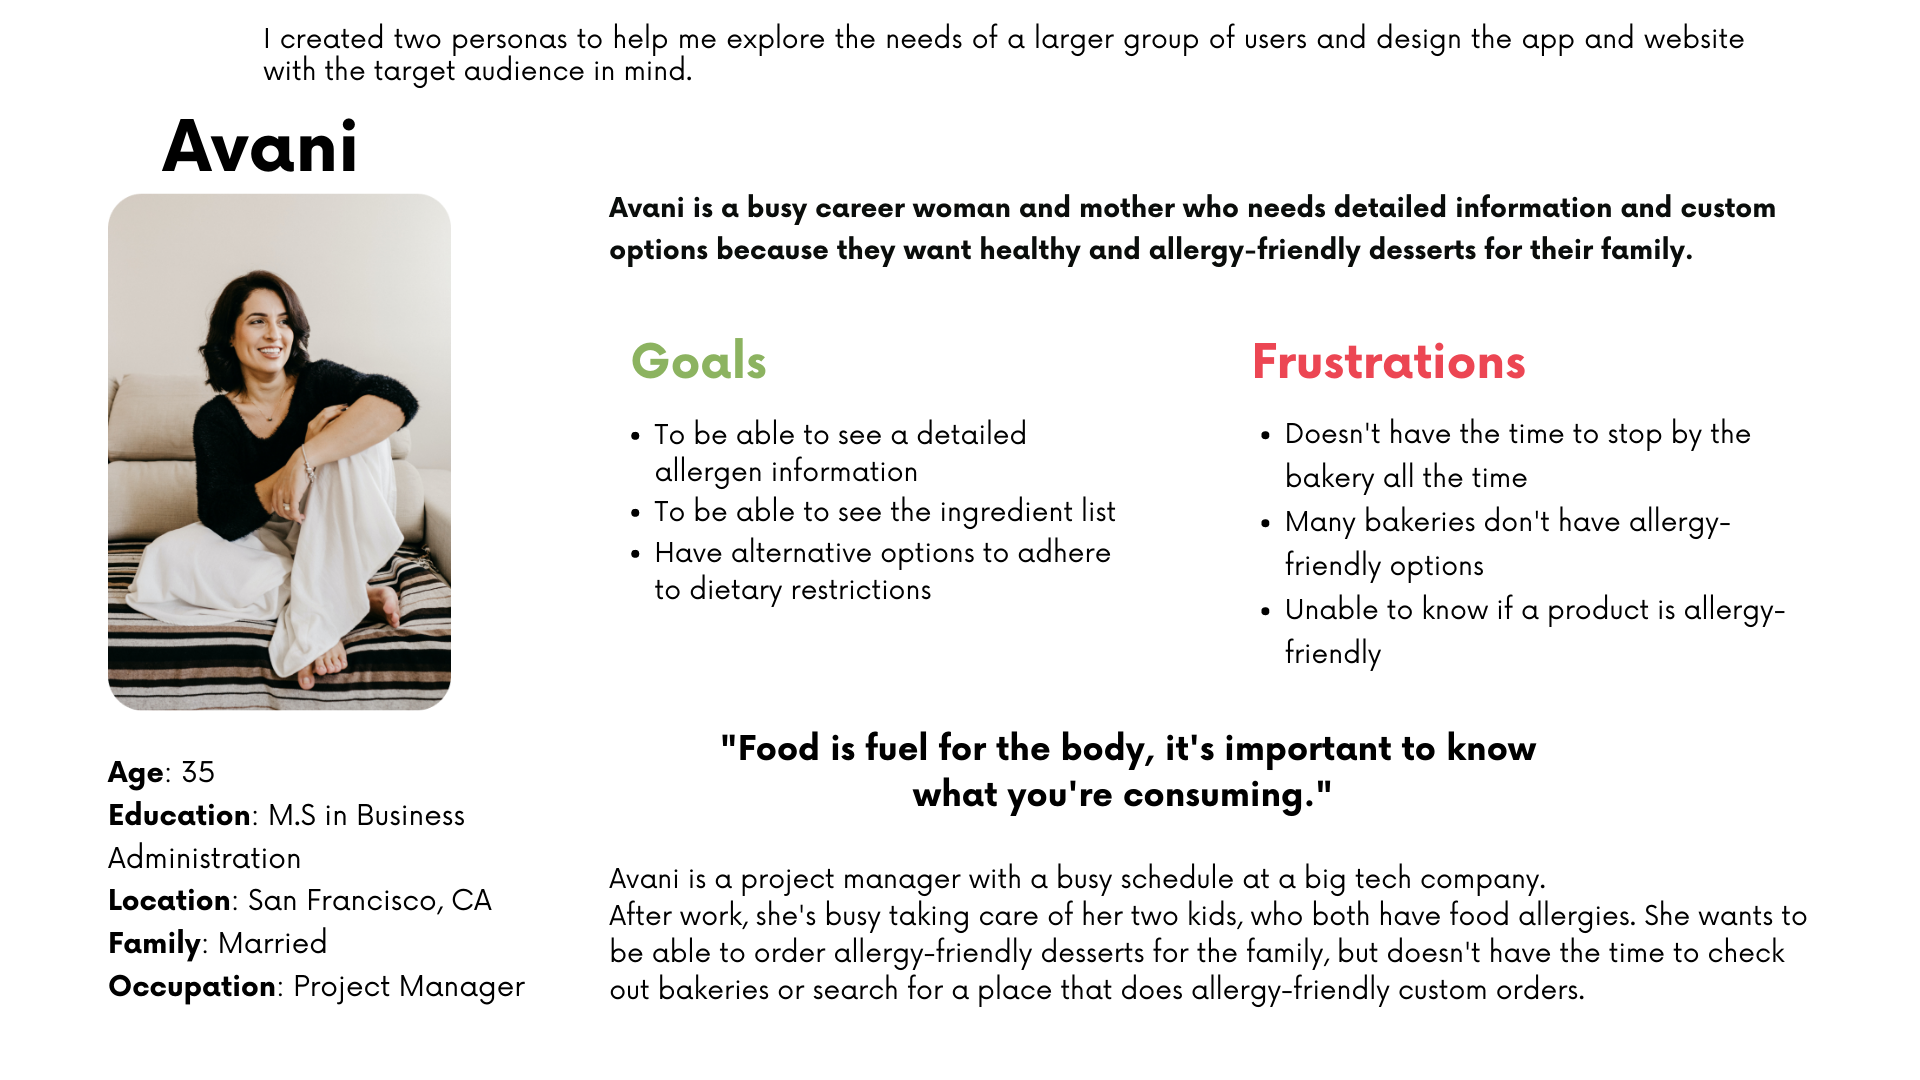 I created two personas to help me explore the needs of a larger group of users and design the app and website
with the target audience in mind.
Avani
Avani is a busy career woman and mother who needs detailed information and custom
options because they want healthy and allergy-friendly desserts for their family.
Goals
• To be able to see a detailed
allergen information
• To be able to see the ingredient list
• Have alternative options to adhere
to dietary restrictions
Frustrations
• Doesn't have the time to stop by the
bakery all the time
• Many bakeries don't have allergy-
friendly options
• Unable to know if a product is allergy-
friendly
"Food is fuel for the body, it's important to know
what you're consuming."
Age: 35
Education: M.S in Business
Administration
Location: San Francisco, CA
Family: Married
Occupation: Project Manager
Avani is a project manager with a busy schedule at a big tech company.
After work, she's busy taking care of her two kids, who both have food allergies. She wants to
be able to order allergy-friendly desserts for the family, but doesn't have the time to check
out bakeries or search for a place that does allergy-friendly custom orders.